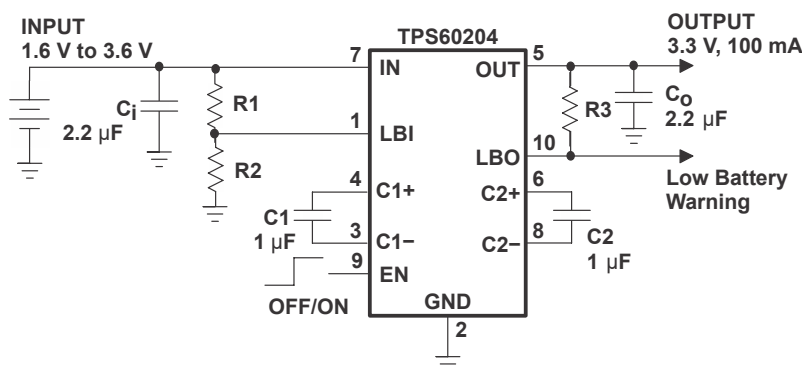 INPUT
1.6 V to 3.6 V
TPS60204
OUTPUT
3.3 V, 100 mA
7
IN
OUT
5
Ci
2.2 µF
R1
R3
Co
2.2 µF
1
LBI
LBO
10
R2
Low Battery
Warning
4
C1+
C2+
6
C1
1 µF
3
C1−
C2−
8
C2
1 µF
9
EN
OFF/ON
GND
2